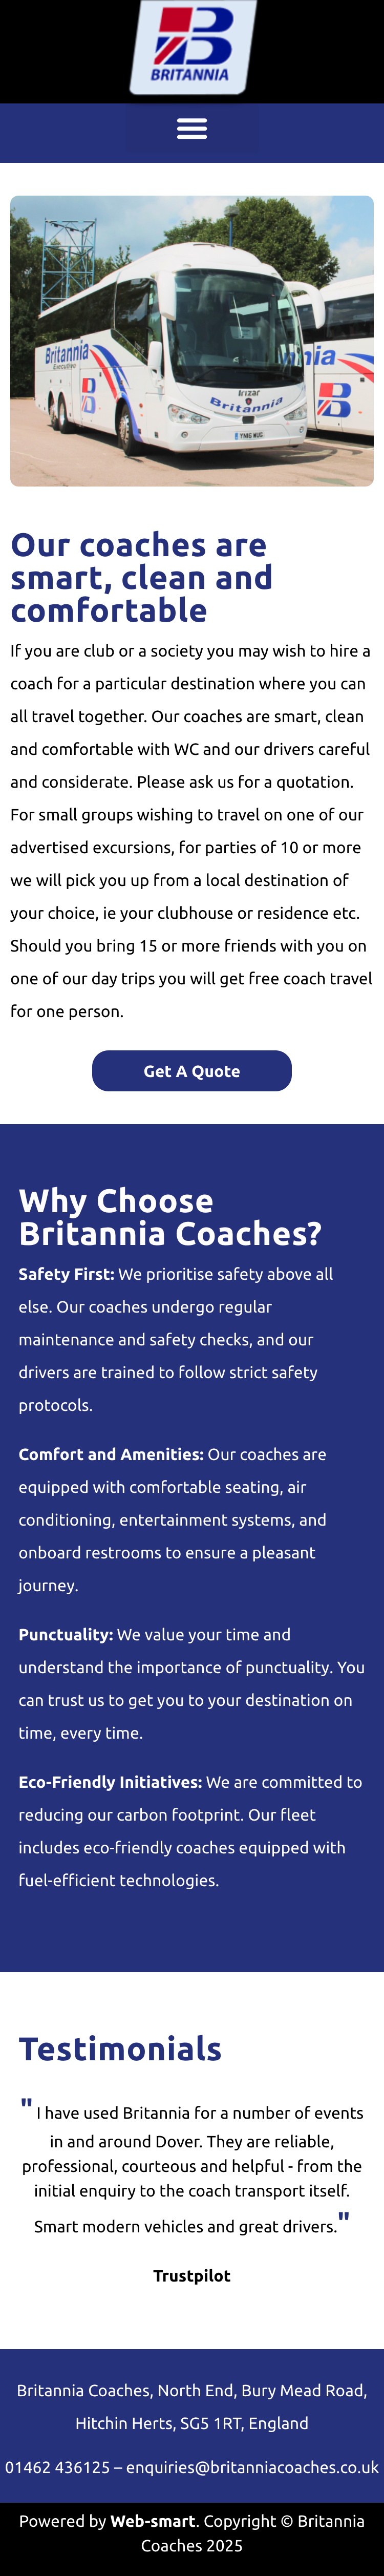 BRITANNIA
Britannia
Executive
Irizar
Britannia
YN16 WUG
Our coaches are
smart, clean and
comfortable
If you are club or a society you may wish to hire a
coach for a particular destination where you can
all travel together. Our coaches are smart, clean
and comfortable with WC and our drivers careful
and considerate. Please ask us for a quotation.
For small groups wishing to travel on one of our
advertised excursions, for parties of 10 or more
we will pick you up from a local destination of
your choice, ie your clubhouse or residence etc.
Should you bring 15 or more friends with you on
one of our day trips you will get free coach travel
for one person.
Get A Quote
Why Choose
Britannia Coaches?
Safety First: We prioritise safety above all
else. Our coaches undergo regular
maintenance and safety checks, and our
drivers are trained to follow strict safety
protocols.
Comfort and Amenities: Our coaches are
equipped with comfortable seating, air
conditioning, entertainment systems, and
onboard restrooms to ensure a pleasant
journey.
Punctuality: We value your time and
understand the importance of punctuality. You
can trust us to get you to your destination on
time, every time.
Eco-Friendly Initiatives: We are committed to
reducing our carbon footprint. Our fleet
includes eco-friendly coaches equipped with
fuel-efficient technologies.
Testimonials
" I have used Britannia for a number of events
in and around Dover. They are reliable,
professional, courteous and helpful - from the
initial enquiry to the coach transport itself.
Smart modern vehicles and great drivers."
Trustpilot
Britannia Coaches, North End, Bury Mead Road,
Hitchin Herts, SG5 1RT, England
01462 436125 – enquiries@britanniacoaches.co.uk
Powered by Web-smart. Copyright © Britannia
Coaches 2025